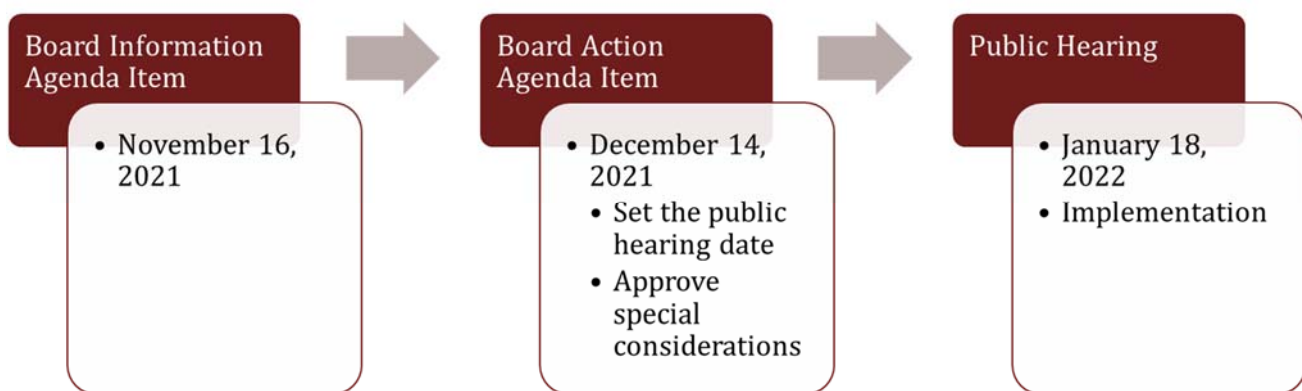 Board Information
Agenda Item
• November 16,
2021
Board Action
Agenda Item
• December 14,
2021
• Set the public
hearing date
• Approve
special
considerations
Public Hearing
• January 18,
2022
• Implementation